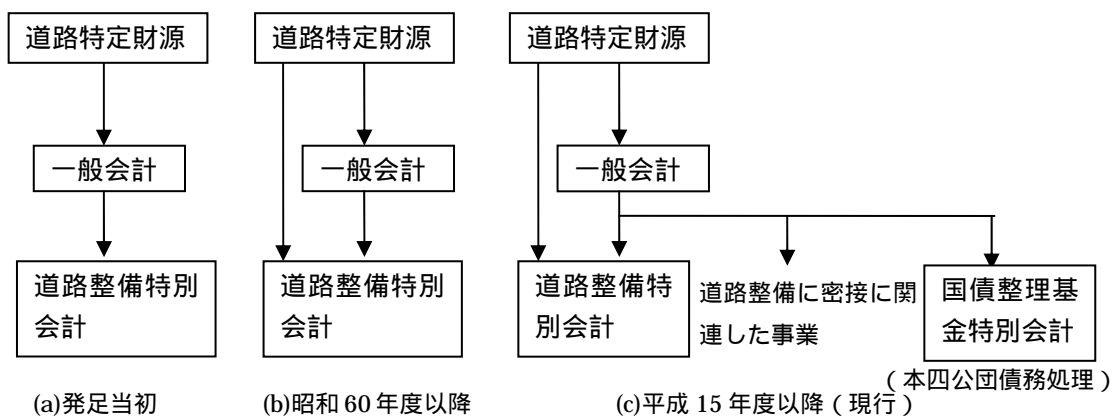 道路特定財源
一般会計
道路整備特別
会計
(a)発足当初
道路特定財源
一般会計
道路整備特別
会計
(b)昭和 60 年度以降
道路特定財源
一般会計
道路整備特
別会計
道路整備に密接に関
連した事業
国債整理基
金特別会計
（本四公団債務処理）
(c)平成 15 年度以降（現行）